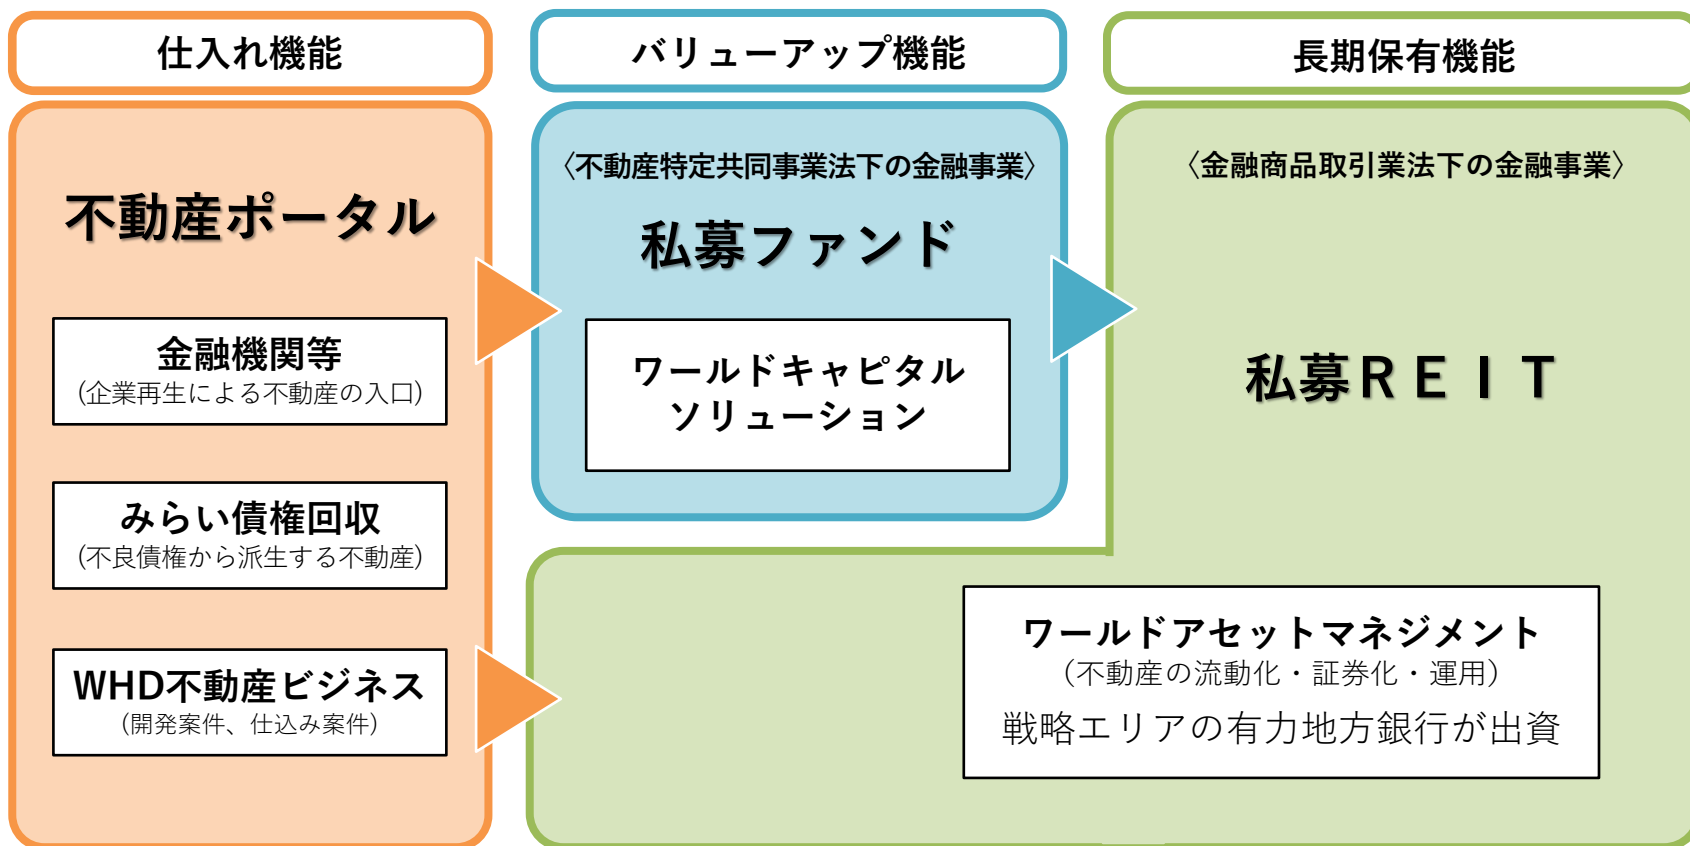 仕入れ機能
不動産ポータル
金融機関等
(企業再生による不動産の入口)
みらい債権回収
(不良債権から派生する不動産)
WHD不動産ビジネス
(開発案件、仕込み案件)
バリューアップ機能
〈不動産特定共同事業法下の金融事業〉
私募ファンド
ワールドキャピタル
ソリューション
長期保有機能
〈金融商品取引業法下の金融事業〉
私募ＲＥＩＴ
ワールドアセットマネジメント
（不動産の流動化・証券化・運用）
戦略エリアの有力地方銀行が出資